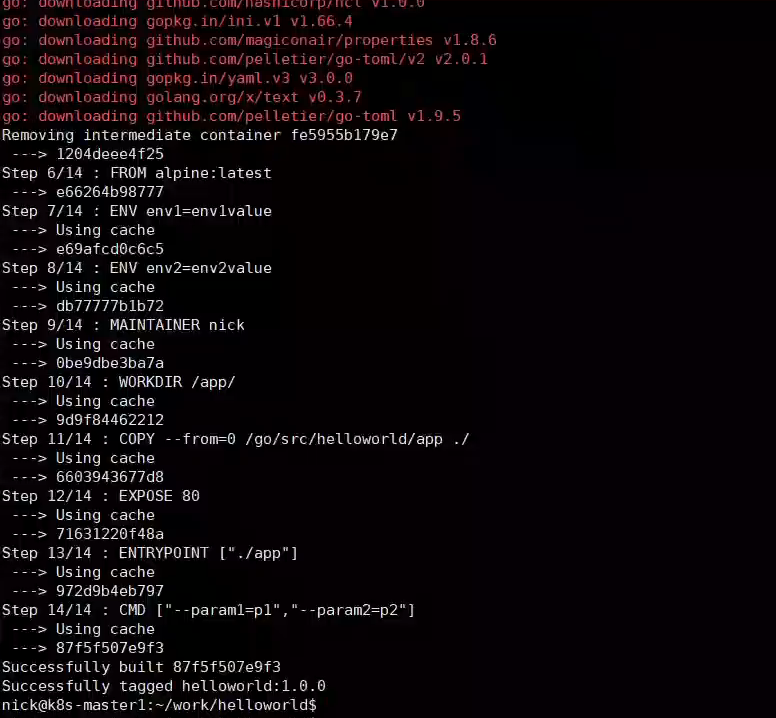 go: downloading github.com/hashicorp/hcl v1.0.0
go: downloading gopkg.in/ini.v1 v1.66.4
go: downloading github.com/magiconair/properties v1.8.6
go: downloading github.com/pelletier/go-toml/v2 v2.0.1
go: downloading gopkg.in/yaml.v3 v3.0.0
go: downloading golang.org/x/text v0.3.7
go: downloading github.com/pelletier/go-toml v1.9.5
Removing intermediate container fe5955b179e7
---> 1204deee4f25
Step 6/14 : FROM alpine:latest
---> e66264b98777
Step 7/14 : ENV env1=env1value
---> Using cache
---> e69afcd0c6c5
Step 8/14 : ENV env2=env2value
---> Using cache
---> db77777b1b72
Step 9/14 : MAINTAINER nick
---> Using cache
---> 0be9dbe3ba7a
Step 10/14 : WORKDIR /app/
---> Using cache
---> 9d9f84462212
Step 11/14 : COPY --from=0 /go/src/helloworld/app ./
---> Using cache
---> 6603943677d8
Step 12/14 : EXPOSE 80
---> Using cache
---> 71631220f48a
Step 13/14 : ENTRYPOINT ["./app"]
---> Using cache
---> 972d9b4eb797
Step 14/14 : CMD ["--param1=p1","--param2=p2"]
---> Using cache
---> 87f5f507e9f3
Successfully built 87f5f507e9f3
Successfully tagged helloworld:1.0.0
nick@k8s-master1:~/work/helloworld$